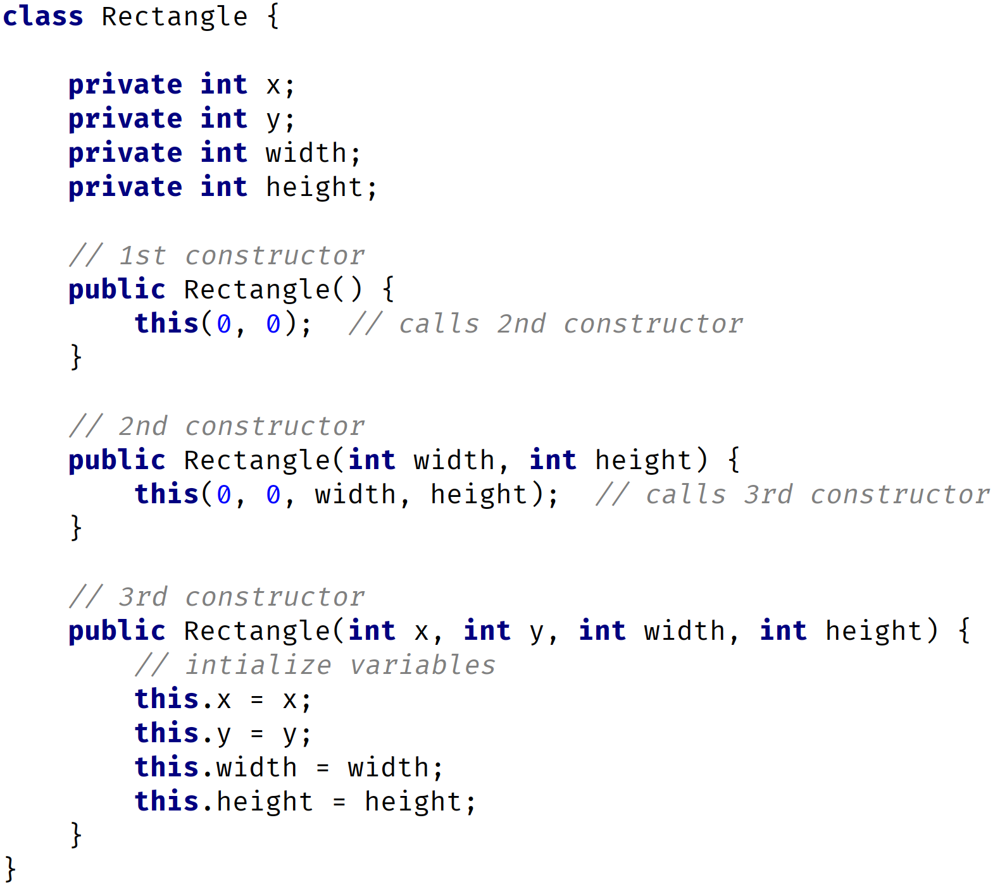 class Rectangle {
private int x;
private int y;
private int width;
private int height;
// 1st constructor
public Rectangle() {
this(0, 0);  // calls 2nd constructor
}
// 2nd constructor
public Rectangle(int width, int height) {
this(0, 0, width, height);  // calls 3rd constructor
}
// 3rd constructor
public Rectangle(int x, int y, int width, int height) {
// intialize variables
this.x = x;
this.y = y;
this.width = width;
this.height = height;
}
}